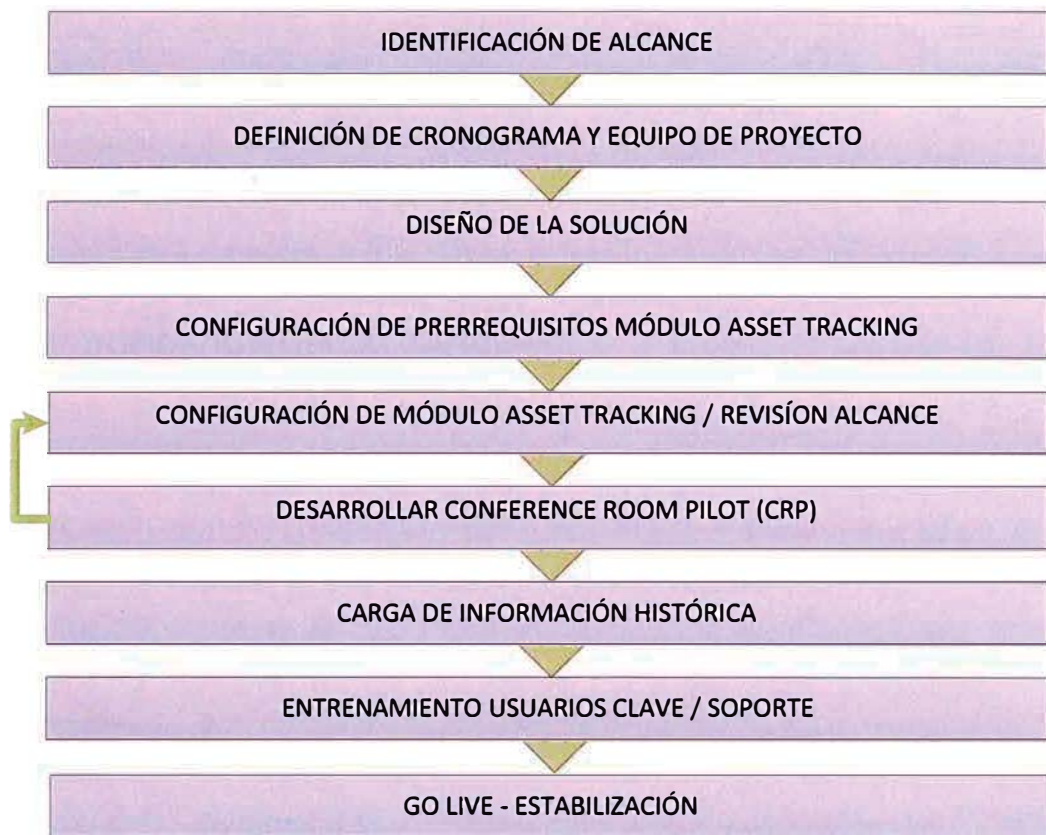 IDENTIFICACIÓN DE ALCANCE
DEFINICIÓN DE CRONOGRAMA Y EQUIPO DE PROYECTO
DISEÑO DE LA SOLUCIÓN
CONFIGURACIÓN DE PRERREQUISITOS MÓDULO ASSET TRACKING
CONFIGURACIÓN DE MÓDULO ASSET TRACKING / REVISÍON ALCANCE
DESARROLLAR CONFERENCE ROOM PILOT (CRP)
CARGA DE INFORMACIÓN HISTÓRICA
ENTRENAMIENTO USUARIOS CLAVE / SOPORTE
GO LIVE - ESTABILIZACIÓN